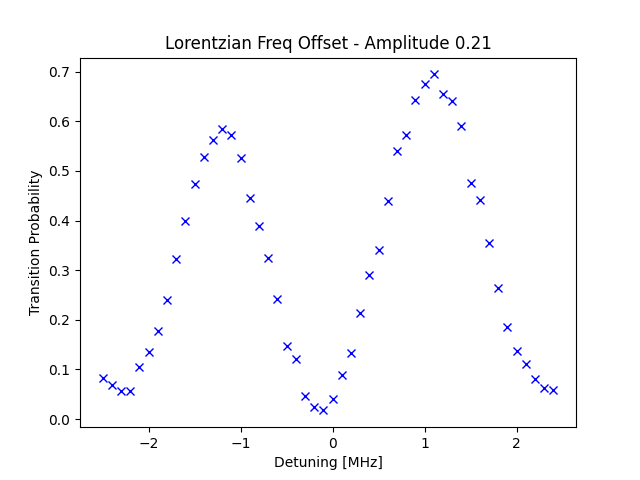 Lorentzian Freq Offset - Amplitude 0.21
0.7
0.6
0.5
0.4
0.3
0.2
0.1
0.0
Transition Probability
−2 −1 0 1 2
Detuning [MHz]